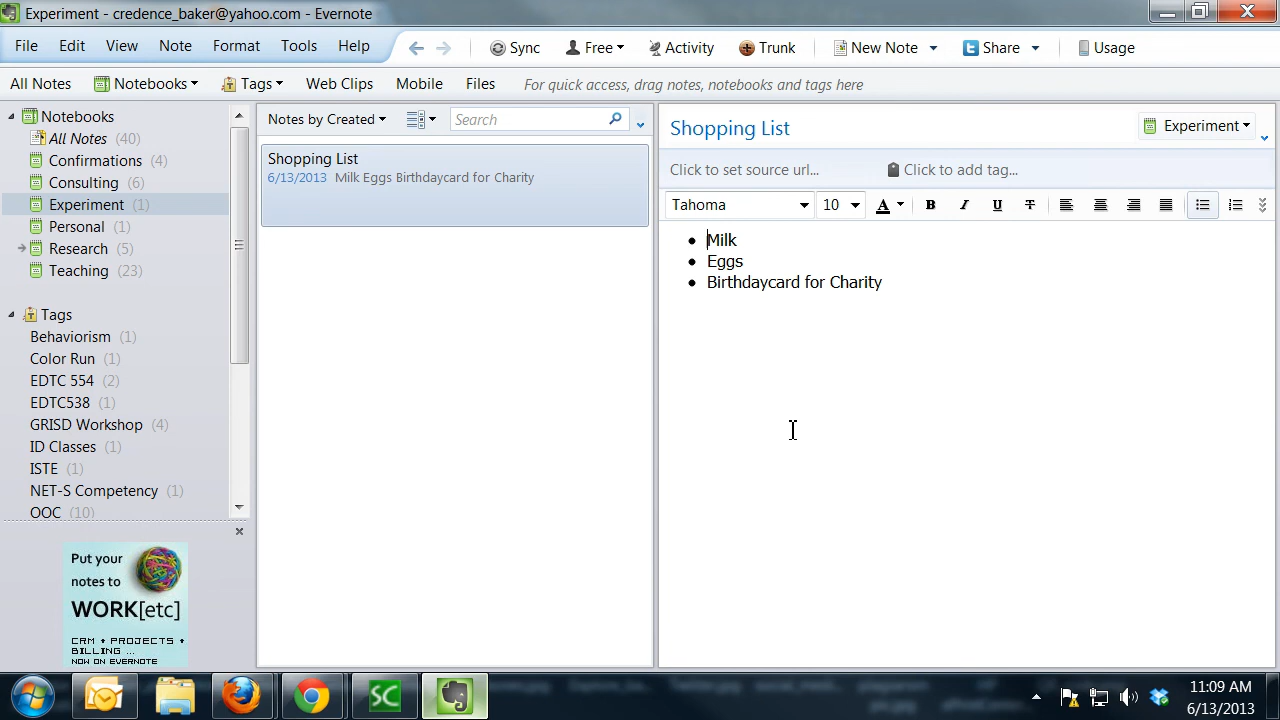 Experiment - credence_baker@yahoo.com - Evernote
File Edit View Note Format Tools Help Sync Free Activity Trunk New Note Share Usage
All Notes Notebooks Tags Web Clips Mobile Files For quick access, drag notes, notebooks and tags here
Notebooks
All Notes (40)
Confirmations (4)
Consulting (6)
Experiment (1)
Personal (1)
Research (5)
Teaching (23)
Tags
Behaviorism (1)
Color Run (1)
EDTC 554 (2)
EDTC538 (1)
GRISD Workshop (4)
ID Classes (1)
ISTE (1)
NET-S Competency (1)
OOC (10)
Put your
notes to
WORK[etc]
CRM + PROJECTS +
BILLING ...
NOW ON EVERNOTE
Notes by Created Search
Shopping List
6/13/2013 Milk Eggs Birthdaycard for Charity
Shopping List Experiment
Click to set source url... Click to add tag...
Tahoma 10 A B I U T
Milk
Eggs
Birthdaycard for Charity
SC
11:09 AM
6/13/2013